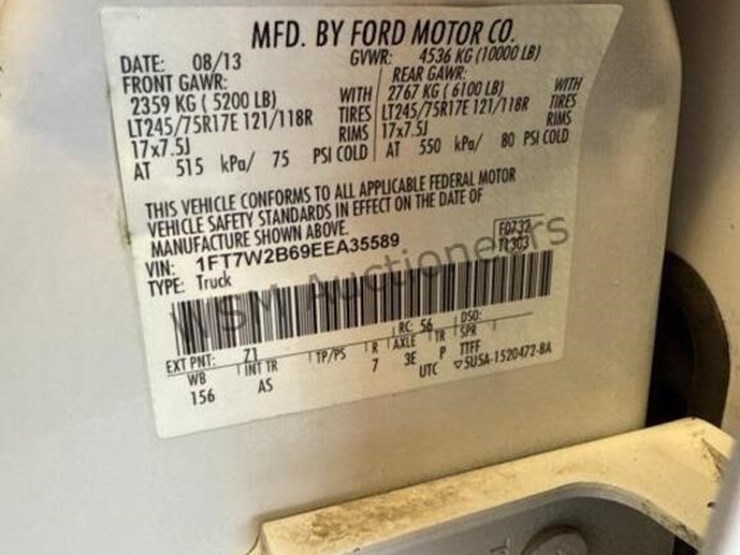 MFD. BY FORD MOTOR CO.
DATE: 08/13 GVWR: 4536 KG (10000 LB)
FRONT GAWR: REAR GAWR:
2359 KG ( 5200 LB) WITH 2767 KG ( 6100 LB) WITH
LT245/75R17E 121/118R TIRES LT245/75R17E 121/118R TIRES
17x7.5J RIMS 17x7.5J RIMS
AT 515 kPa/ 75 PSI COLD AT 550 kPa/ 80 PSI COLD
THIS VEHICLE CONFORMS TO ALL APPLICABLE FEDERAL MOTOR
VEHICLE SAFETY STANDARDS IN EFFECT ON THE DATE OF
MANUFACTURE SHOWN ABOVE.
VIN: 1FT7W2B69EEA35589 F0732
TYPE: Truck T1303
WSM Auctioneers
EXT PNT: Z1 RC: 56 DSO:
WB INT TR TP/PS R AXLE TR SPR
156 AS 7 3E P TTFF
UTC ▽5U5A-1520472-BA